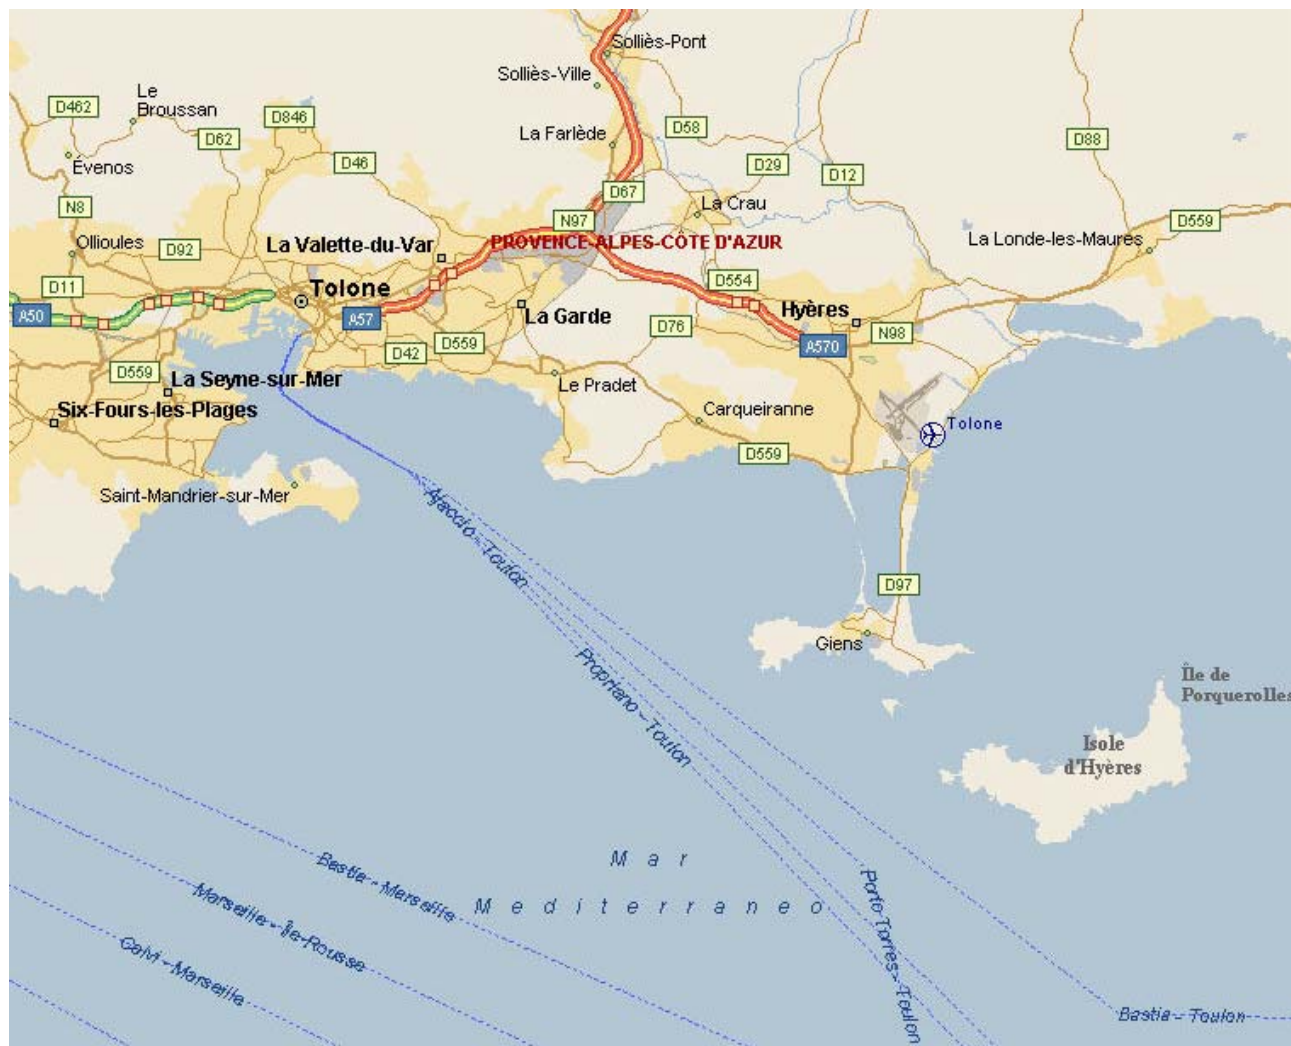 Solliès-Pont
Solliès-Ville
Le
Broussan
D462
D846
D58
La Farlède
D62
D88
D46
D29
Évenos
D12
D67
La Crau
N8
N97
D559
Ollioules
D92
La Valette-du-Var
PROVENCE-ALPES-CÔTE D'AZUR
La Londe-les-Maures
D11
Tolone
D554
A50
A57
La Garde
Hyères
D76
N98
D42
D559
A570
D559
La Seyne-sur-Mer
Le Pradet
Six-Fours-les-Plages
Carqueiranne
Tolone
D559
Saint-Mandrier-sur-Mer
Ajaccio - Toulon
D97
Giens
Propriano - Toulon
Île de
Porquerolles
Isole
d'Hyères
Mar
Mediterraneo
Bastia - Marseille
Marseille - Île-Rousse
Calvi - Marseille
Porto Torres - Toulon
Bastia - Toulon